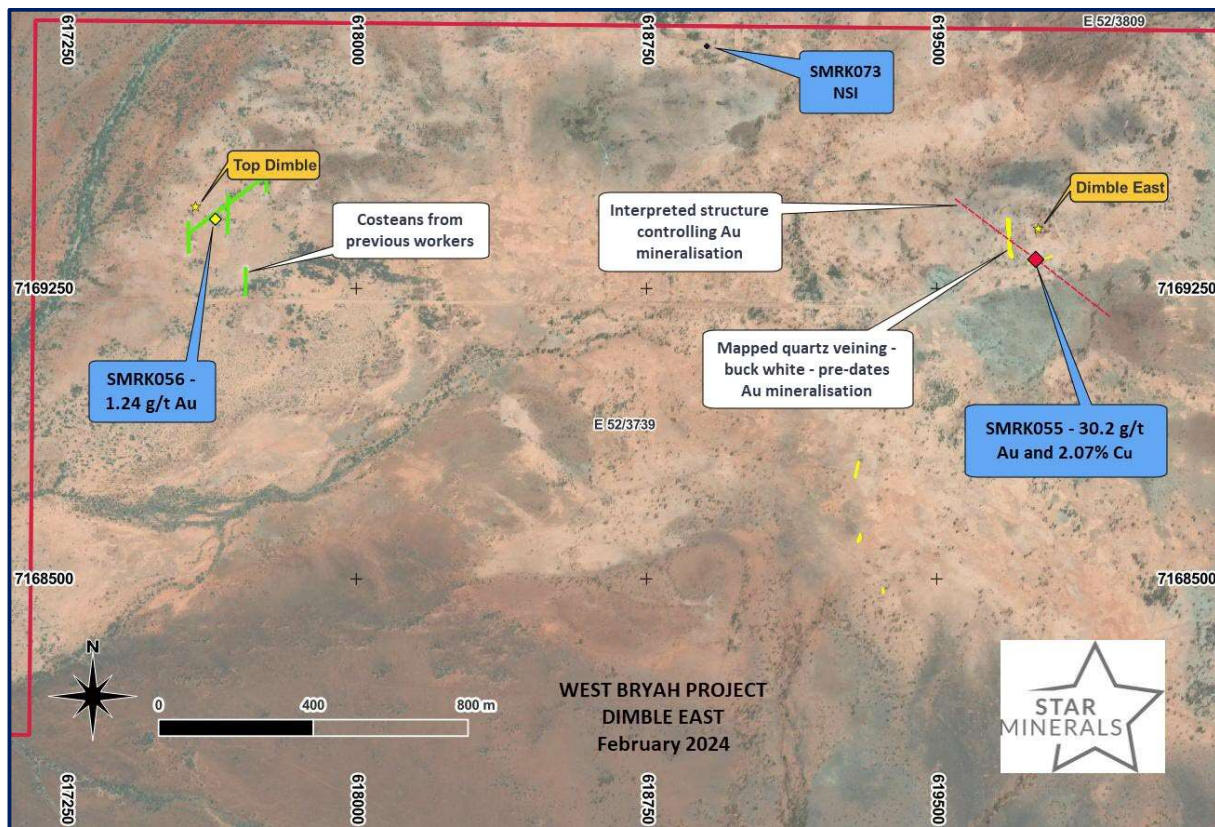 617250
618000
618750
619500
E 52/3809
SMRK073
NSI
Top Dimble
Dimble East
Costeans from
previous workers
Interpreted structure
controlling Au
mineralisation
7169250
7169250
Mapped quartz veining -
buck white - pre-dates
Au mineralisation
SMRK056 -
1.24 g/t Au
E 52/3739
SMRK055 - 30.2 g/t
Au and 2.07% Cu
7168500
7168500
N
0
400
800 m
WEST BRYAH PROJECT
DIMBLE EAST
February 2024
STAR
MINERALS
617250
618000
618750
619500